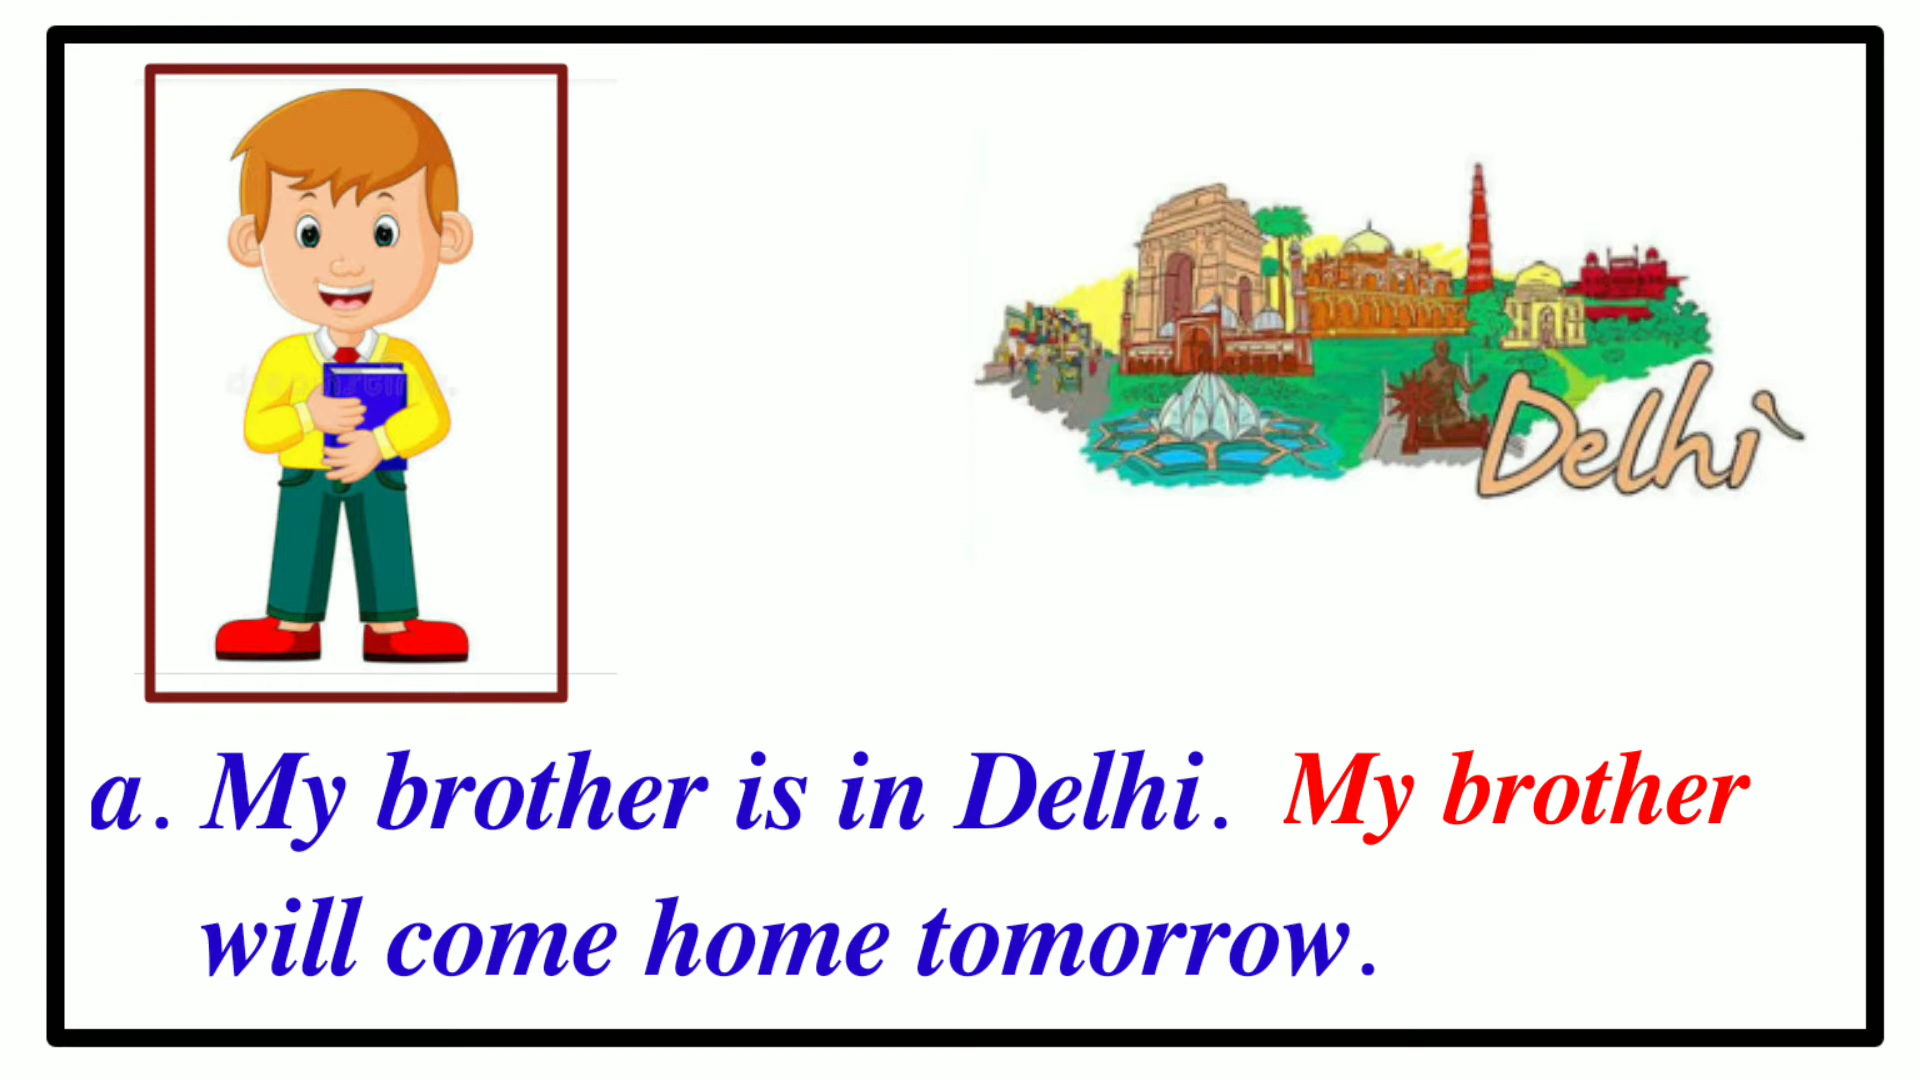 Delhi
a. My brother is in Delhi. My brother
will come home tomorrow.